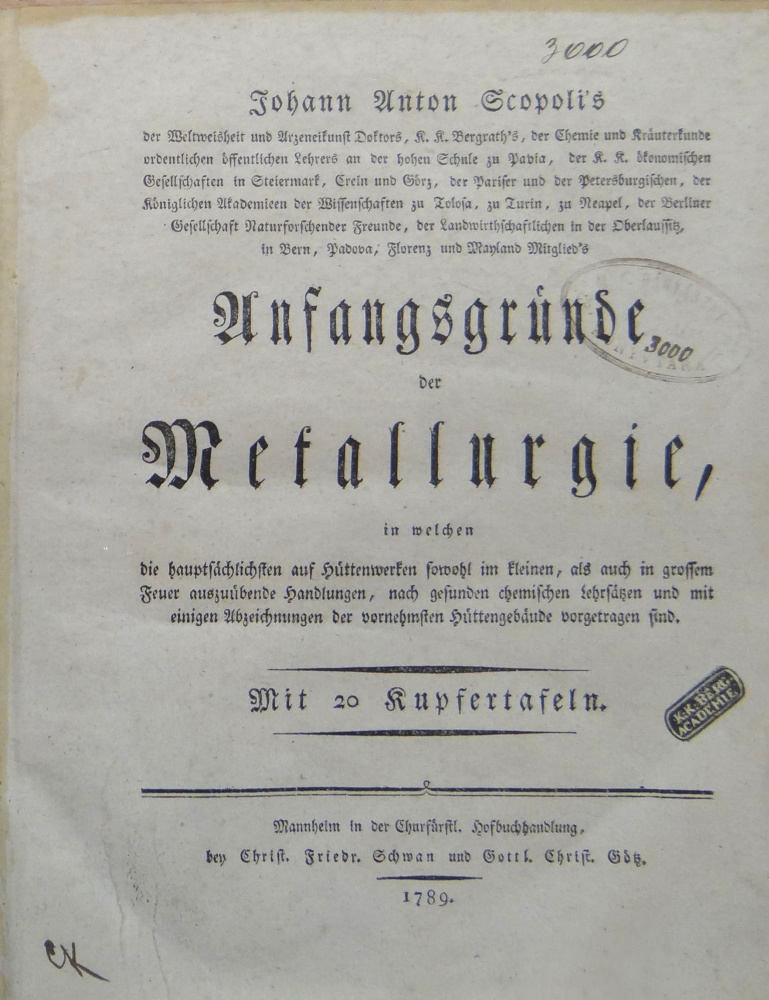 3000
Johann Anton Scopoli's
der Weltweisheit und Arzeneikunst Doktors, K. K. Bergrath's, der Chemie und Kräuterkunde
ordentlichen öffentlichen Lehrers an der hohen Schule zu Pavia, der K. K. ökonomischen
Gesellschaften in Steiermark, Crein und Görz, der Pariser und der Petersburgischen, der
Königlichen Akademieen der Wissenschaften zu Tolosa, zu Turin, zu Neapel, der Berliner
Gesellschaft Naturforschender Freunde, der Landwirthschaftlichen in der Oberlaussitz,
in Bern, Padova, Florenz und Mayland Mitglied's
Anfangsgründe
3000
der
Metallurgie,
in welchen
die hauptsächlichsten auf Hüttenwerken sowohl im kleinen, als auch in grossem
Feuer auszuübende Handlungen, nach gesunden chemischen Lehrsätzen und mit
einigen Abzeichnungen der vornehmsten Hüttengebäude vorgetragen sind.
Mit 20 Kupfertafeln.
K.K. BERG-
ACADEMIE
Mannheim in der Churfürstl. Hofbuchhandlung,
bey Christ. Friedr. Schwan und Gottl. Christ. Götz.
1789.